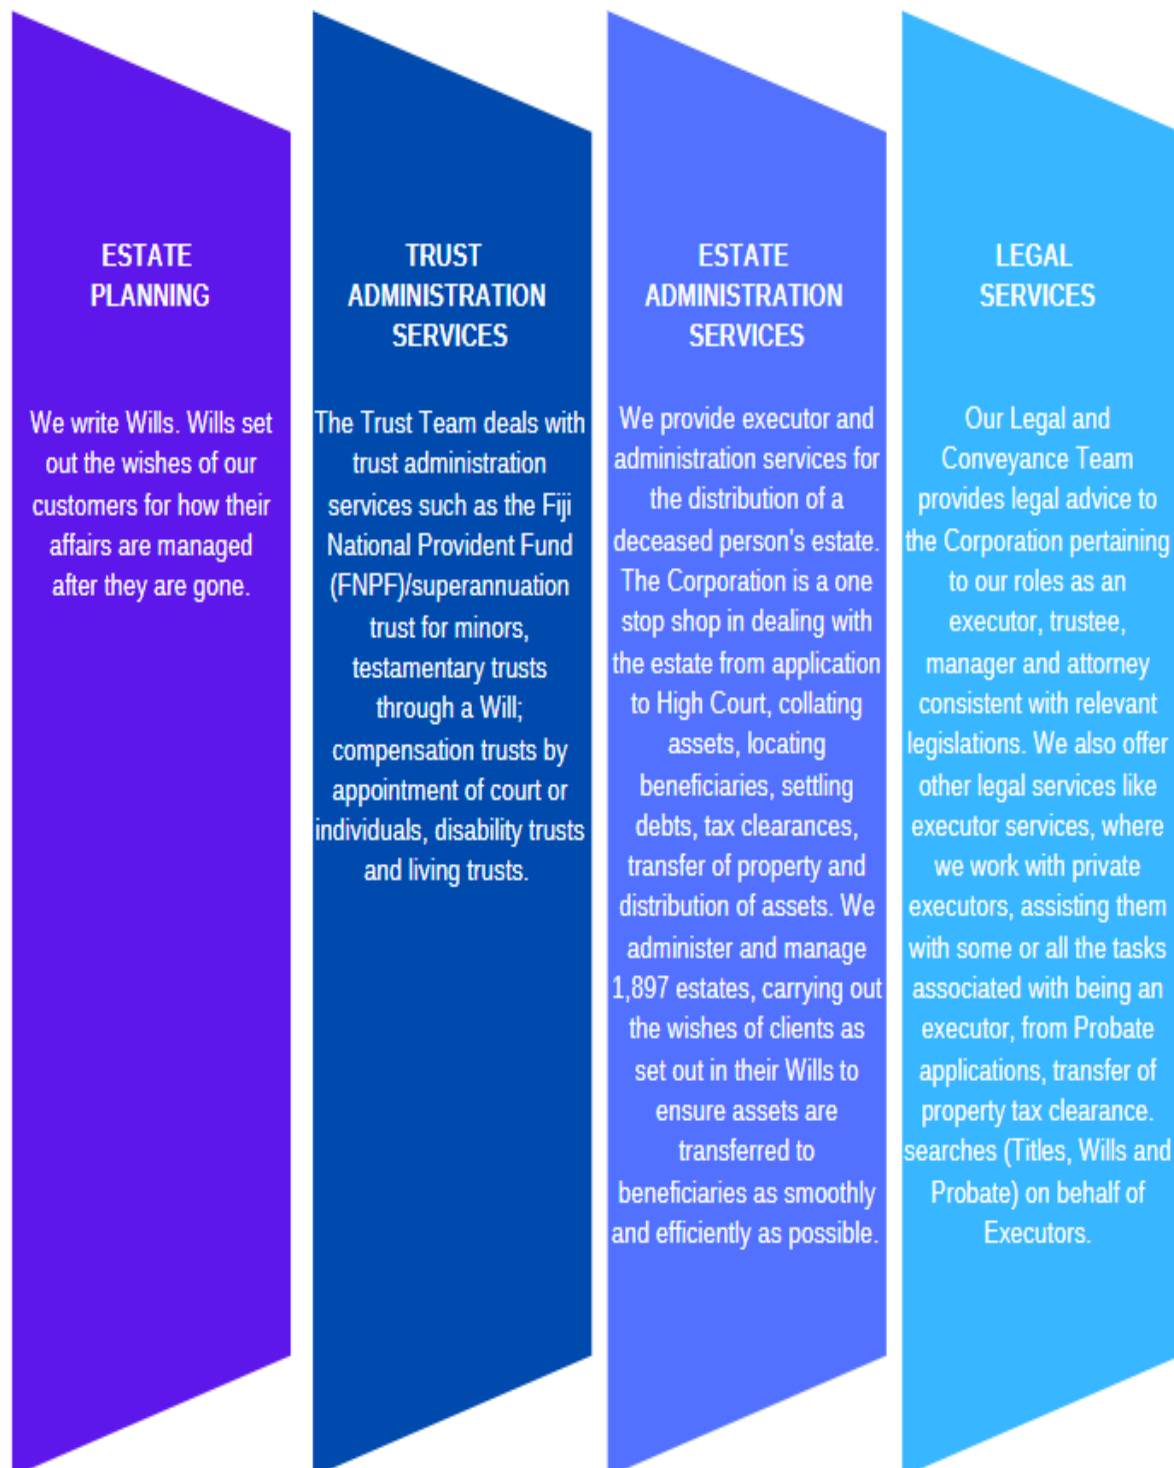 ESTATE
PLANNING
We write Wills. Wills set
out the wishes of our
customers for how their
affairs are managed
after they are gone.
TRUST
ADMINISTRATION
SERVICES
The Trust Team deals with
trust administration
services such as the Fiji
National Provident Fund
(FNPF)/superannuation
trust for minors,
testamentary trusts
through a Will;
compensation trusts by
appointment of court or
individuals, disability trusts
and living trusts.
ESTATE
ADMINISTRATION
SERVICES
We provide executor and
administration services for
the distribution of a
deceased person's estate.
The Corporation is a one
stop shop in dealing with
the estate from application
to High Court, collating
assets, locating
beneficiaries, settling
debts, tax clearances,
transfer of property and
distribution of assets. We
administer and manage
1,897 estates, carrying out
the wishes of clients as
set out in their Wills to
ensure assets are
transferred to
beneficiaries as smoothly
and efficiently as possible.
LEGAL
SERVICES
Our Legal and
Conveyance Team
provides legal advice to
the Corporation pertaining
to our roles as an
executor, trustee,
manager and attorney
consistent with relevant
legislations. We also offer
other legal services like
executor services, where
we work with private
executors, assisting them
with some or all the tasks
associated with being an
executor, from Probate
applications, transfer of
property tax clearance.
searches (Titles, Wills and
Probate) on behalf of
Executors.